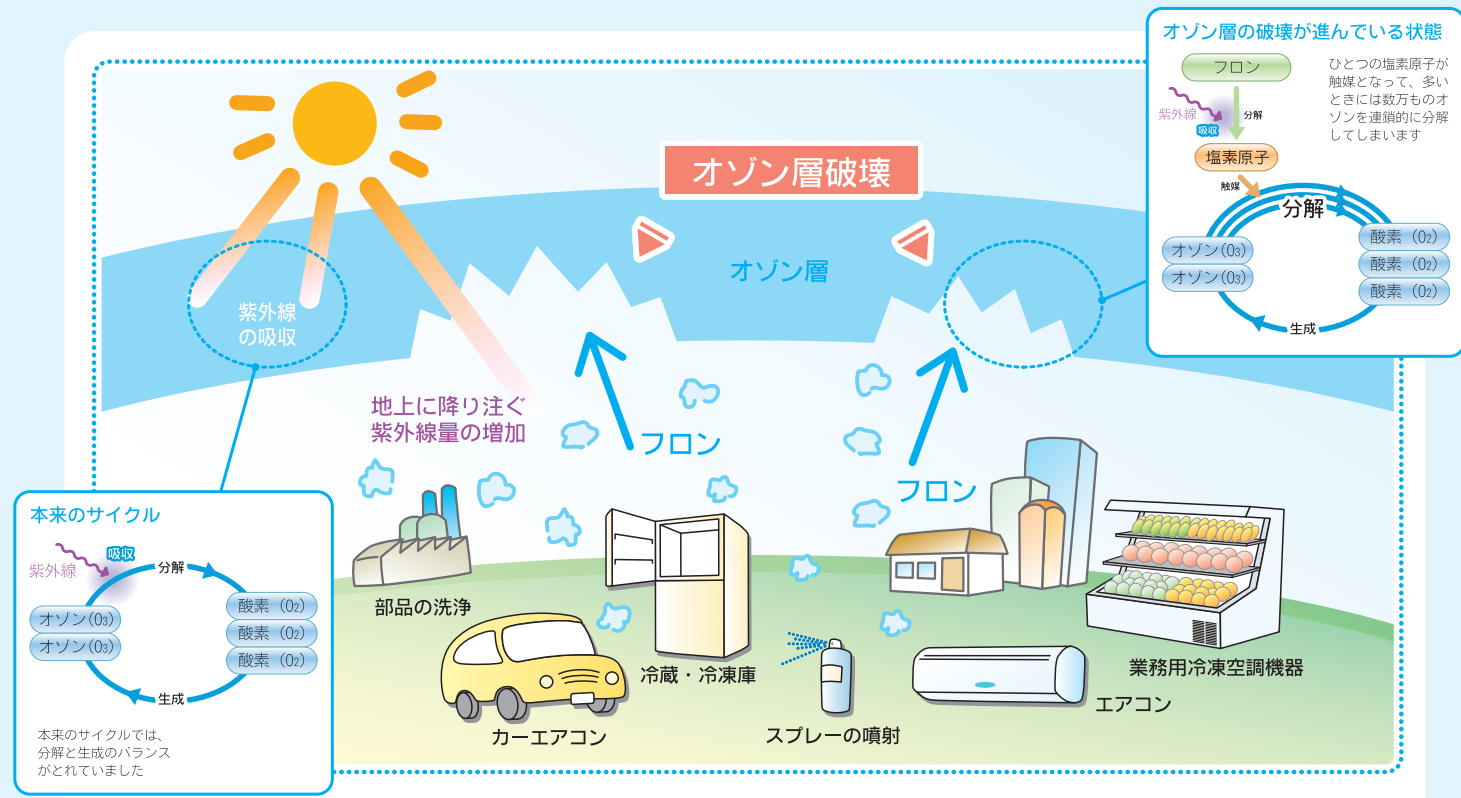 オゾン層の破壊が進んでいる状態
フロン
ひとつの塩素原子が
触媒となって、多い
ときには数万ものオ
ゾンを連鎖的に分解
してしまいます
紫外線
吸収
分解
塩素原子
触媒
分解
オゾン(O₃)
オゾン(O₃)
酸素（O₂）
酸素（O₂）
酸素（O₂）
生成
オゾン層破壊
オゾン層
紫外線
の吸収
地上に降り注ぐ
紫外線量の増加
フロン
フロン
本来のサイクル
紫外線
吸収
分解
オゾン(O₃)
オゾン(O₃)
酸素（O₂）
酸素（O₂）
酸素（O₂）
生成
本来のサイクルでは、
分解と生成のバランス
がとれていました
部品の洗浄
カーエアコン
冷蔵・冷凍庫
スプレーの噴射
エアコン
業務用冷凍空調機器